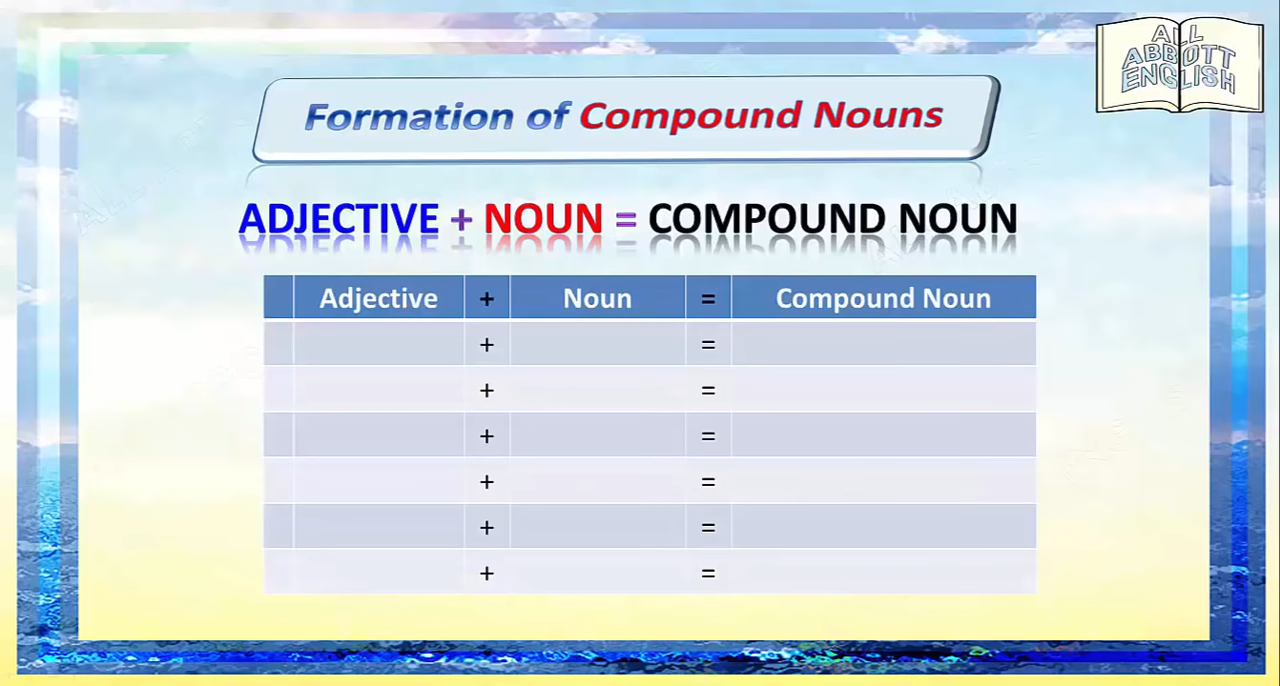 ALL
ABBOTT
ENGLISH
Formation of Compound Nouns
ADJECTIVE + NOUN = COMPOUND NOUN
Adjective + Noun = Compound Noun
+ =
+ =
+ =
+ =
+ =
+ =